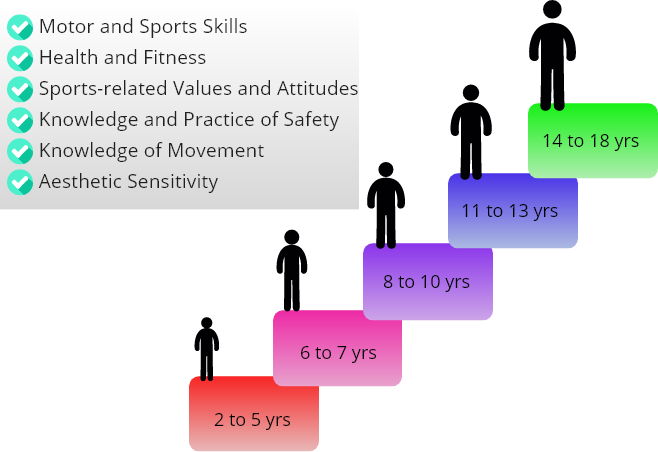 Motor and Sports Skills
Health and Fitness
Sports-related Values and Attitudes
Knowledge and Practice of Safety
Knowledge of Movement
Aesthetic Sensitivity
14 to 18 yrs
11 to 13 yrs
8 to 10 yrs
6 to 7 yrs
2 to 5 yrs